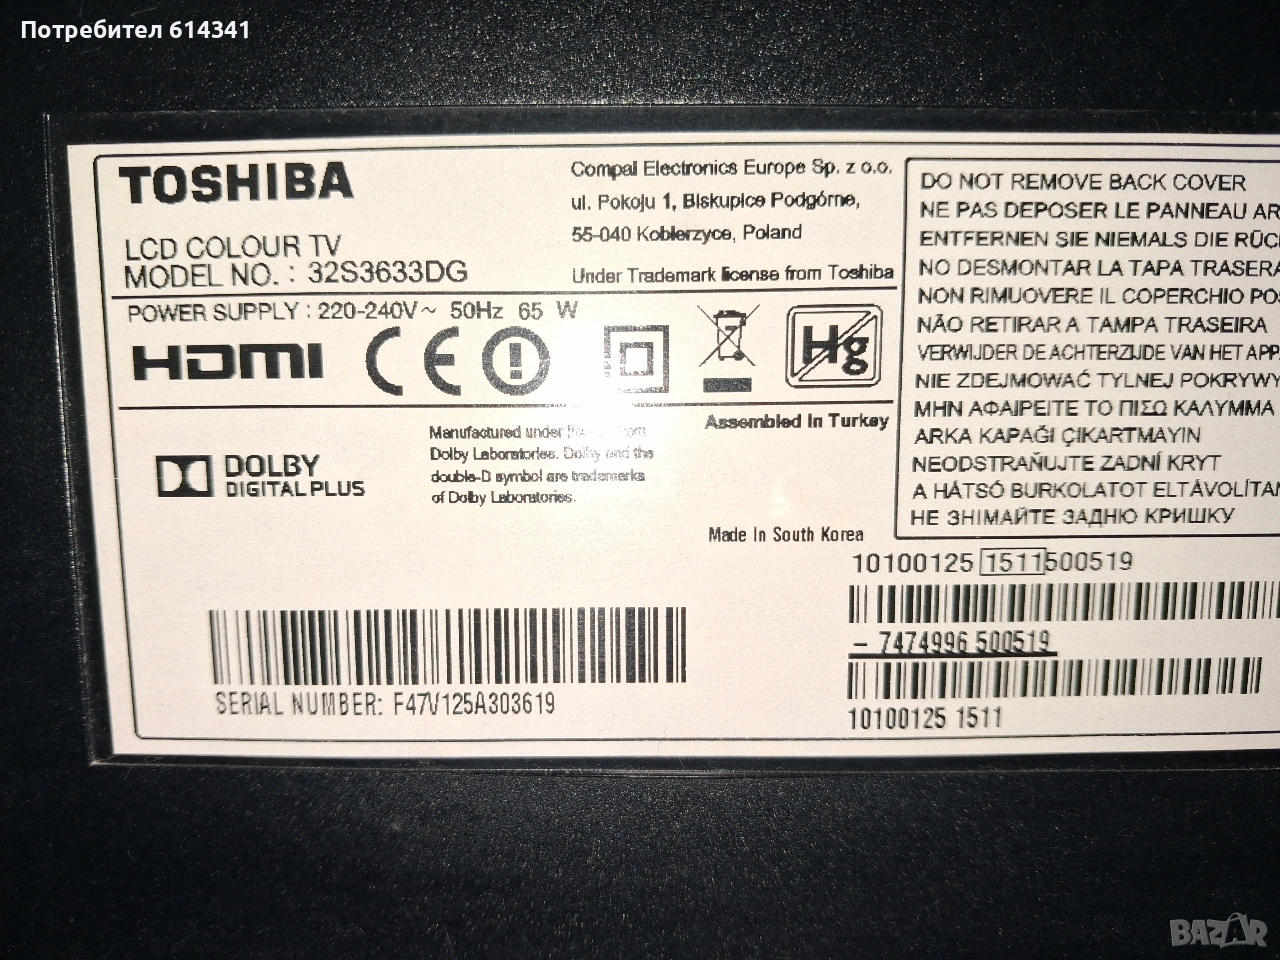 Потребител 614341
TOSHIBA
LCD COLOUR TV
MODEL NO. : 32S3633DG
Compal Electronics Europe Sp. z o.o.
ul. Pokoju 1, Biskupice Podgórne,
55-040 Kobierzyce, Poland
Under Trademark license from Toshiba
POWER SUPPLY : 220-240V~ 50Hz 65 W
HDMI CE Hg
Assembled In Turkey
DOLBY
DIGITAL PLUS
Manufactured under from
Dolby Laboratories. Dolby and the
double-D symbol are trademarks
of Dolby Laboratories.
Made In South Korea
SERIAL NUMBER: F47V125A303619
DO NOT REMOVE BACK COVER
NE PAS DEPOSER LE PANNEAU AR
ENTFERNEN SIE NIEMALS DIE RÜC
NO DESMONTAR LA TAPA TRASERA
NON RIMUOVERE IL COPERCHIO POS
NÃO RETIRAR A TAMPA TRASEIRA
VERWIJDER DE ACHTERZIJDE VAN HET APP
NIE ZDEJMOWAĆ TYLNEJ POKRYWY
ΜΗΝ ΑΦΑΙΡΕΙΤΕ ΤΟ ΠΙΣΩ ΚΑΛΥΜΜΑ
ARKA KAPAĞI ÇIKARTMAYIN
NEODSTRAŇUJTE ZADNÍ KRYT
A HÁTSÓ BURKOLATOT ELTÁVOLÍTAN
НЕ ЗНІМАЙТЕ ЗАДНЮ КРИШКУ
10100125 1511500519
– 7474996 500519
10100125 1511
BAZAR